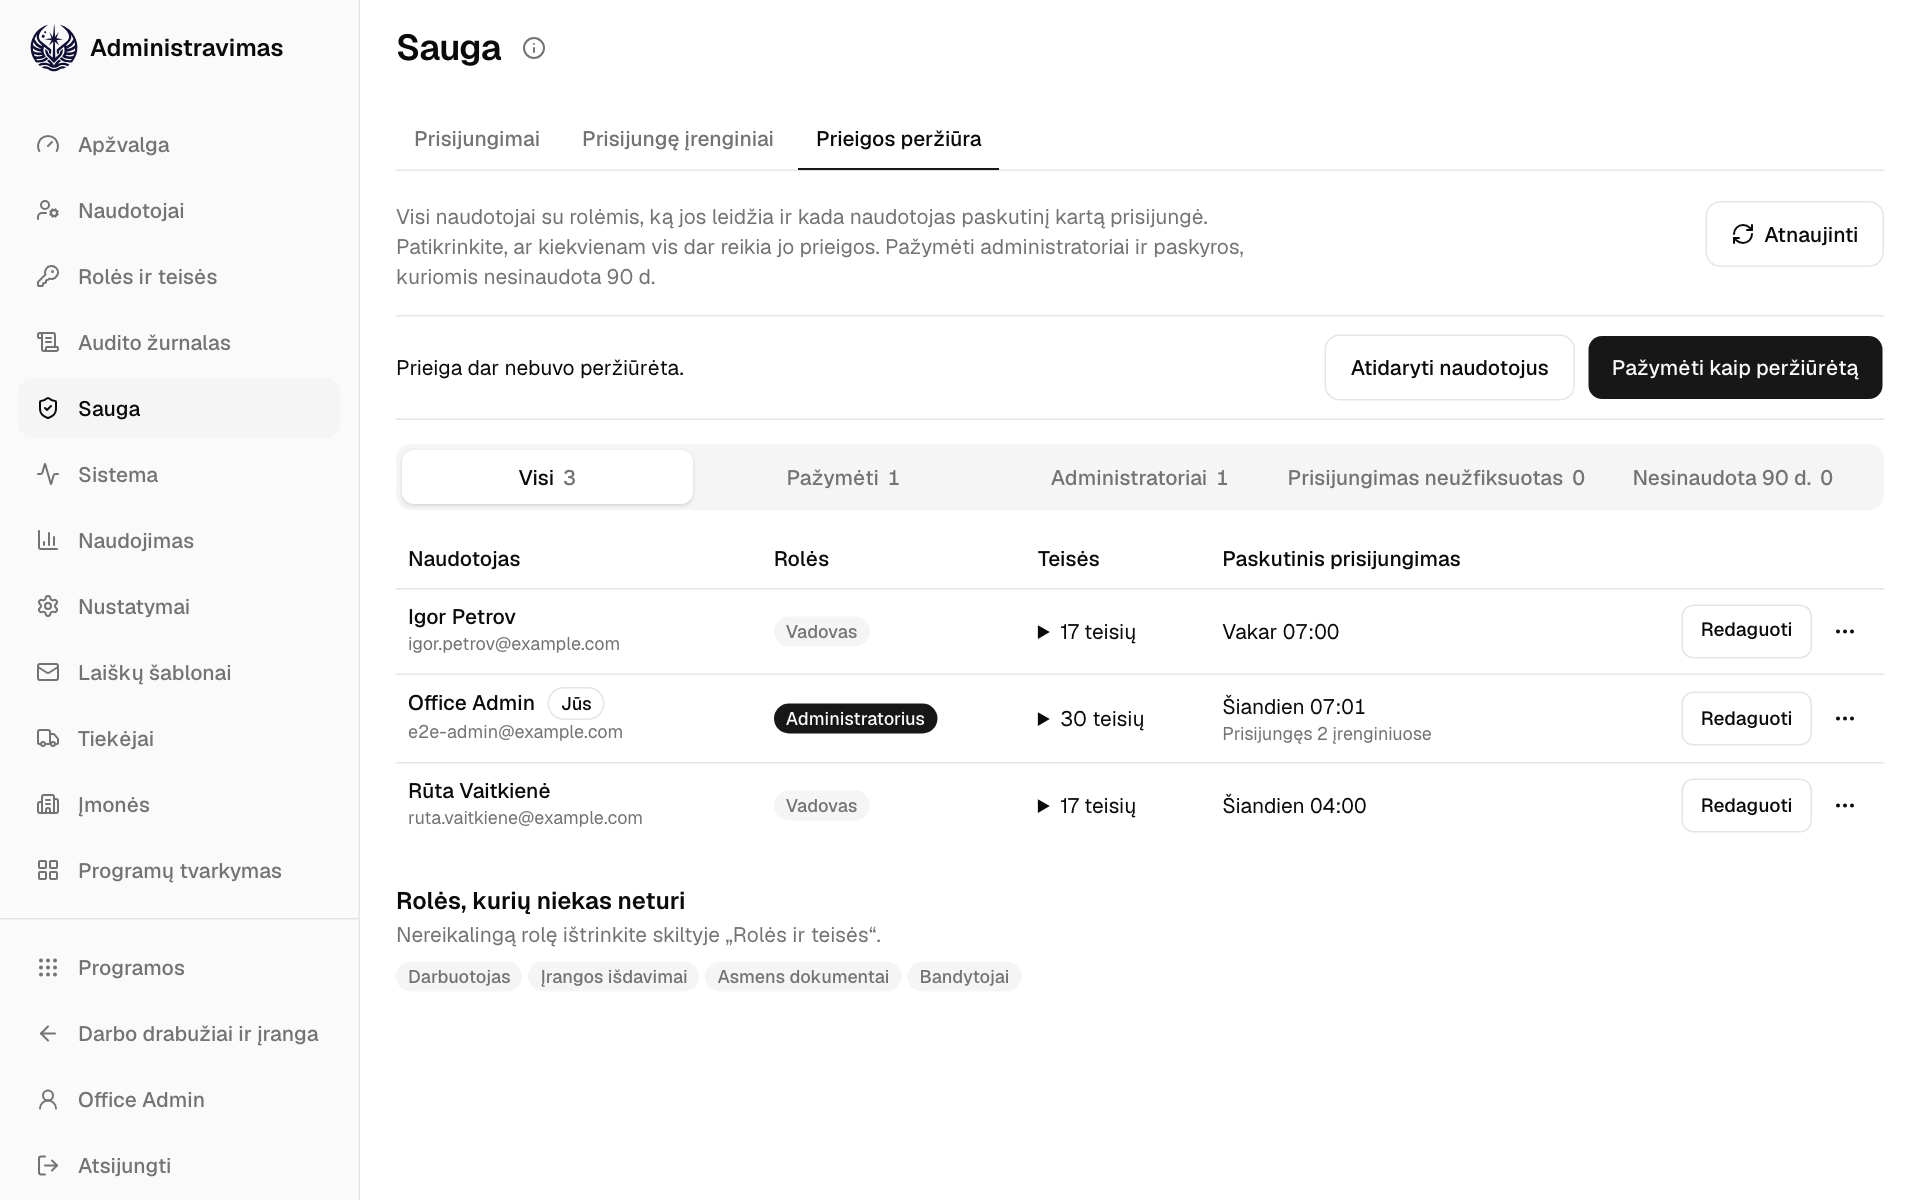 Administravimas
Apžvalga
Naudotojai
Rolės ir teisės
Audito žurnalas
Sauga
Sistema
Naudojimas
Nustatymai
Laiškų šablonai
Tiekėjai
Įmonės
Programų tvarkymas
Programos
Darbo drabužiai ir įranga
Office Admin
Atsijungti
Sauga
Prisijungimai Prisijungę įrenginiai Prieigos peržiūra
Visi naudotojai su rolėmis, ką jos leidžia ir kada naudotojas paskutinį kartą prisijungė.
Patikrinkite, ar kiekvienam vis dar reikia jo prieigos. Pažymėti administratoriai ir paskyros,
kuriomis nesinaudota 90 d.
Atnaujinti
Prieiga dar nebuvo peržiūrėta.
Atidaryti naudotojus Pažymėti kaip peržiūrėtą
Visi 3 Pažymėti 1 Administratoriai 1 Prisijungimas neužfiksuotas 0 Nesinaudota 90 d. 0
Naudotojas Rolės Teisės Paskutinis prisijungimas
Igor Petrov
igor.petrov@example.com
Vadovas 17 teisių Vakar 07:00 Redaguoti
Office Admin Jūs
e2e-admin@example.com
Administratorius 30 teisių Šiandien 07:01
Prisijungęs 2 įrenginiuose
Redaguoti
Rūta Vaitkienė
ruta.vaitkiene@example.com
Vadovas 17 teisių Šiandien 04:00 Redaguoti
Rolės, kurių niekas neturi
Nereikalingą rolę ištrinkite skiltyje „Rolės ir teisės“.
Darbuotojas Įrangos išdavimai Asmens dokumentai Bandytojai